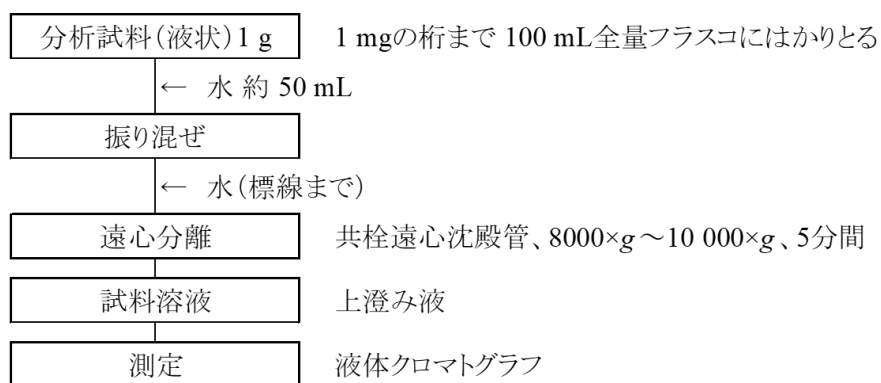 分析試料(液状)1 g 1 mgの桁まで 100 mL全量フラスコにはかりとる
← 水 約 50 mL
振り混ぜ
← 水(標線まで)
遠心分離 共栓遠心沈殿管、8000×g~10 000×g、5分間
試料溶液 上澄み液
測定 液体クロマトグラフ